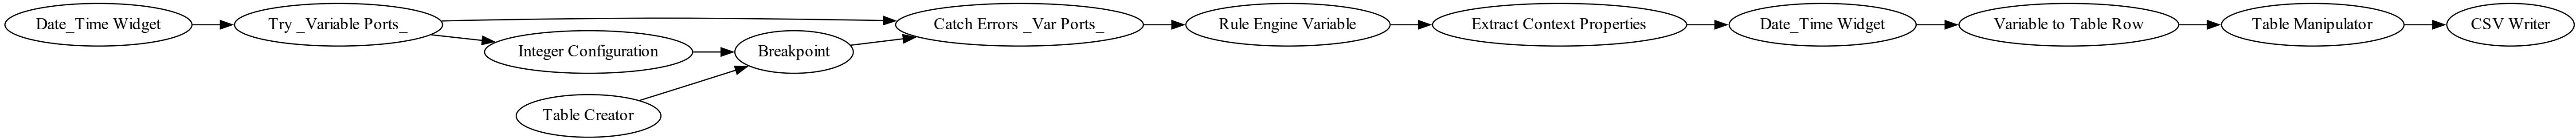 Date_Time Widget
Try _Variable Ports_
Integer Configuration
Table Creator
Breakpoint
Catch Errors _Var Ports_
Rule Engine Variable
Extract Context Properties
Date_Time Widget
Variable to Table Row
Table Manipulator
CSV Writer